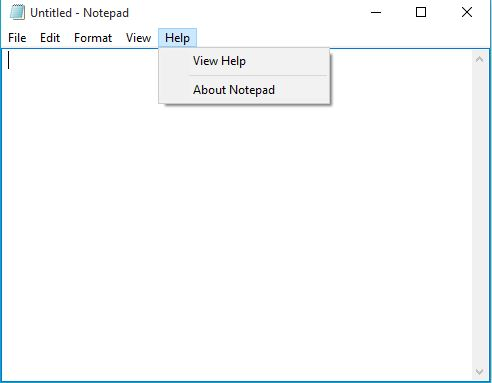 Untitled - Notepad
File Edit Format View Help
View Help
About Notepad